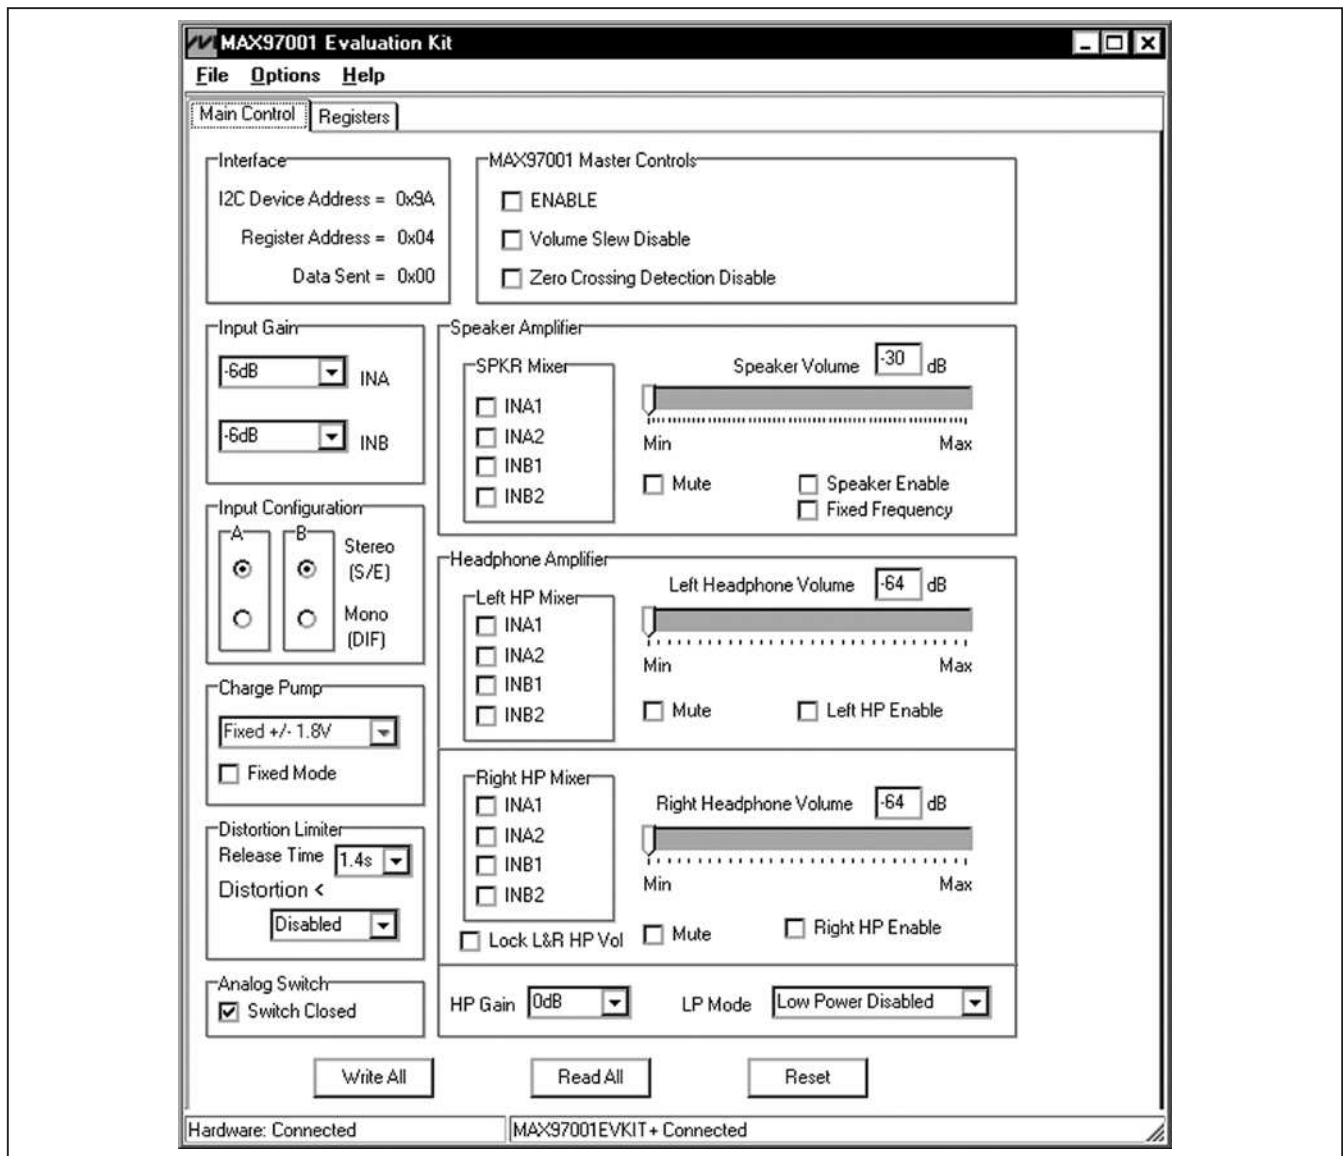 MAX97001 Evaluation Kit
File Options Help
Main Control Registers
Interface
I2C Device Address = 0x9A
Register Address = 0x04
Data Sent = 0x00
MAX97001 Master Controls
ENABLE
Volume Slew Disable
Zero Crossing Detection Disable
Input Gain
-6dB INA
-6dB INB
Input Configuration
A B
Stereo
(S/E)
Mono
(DIF)
Charge Pump
Fixed +/- 1.8V
Fixed Mode
Distortion Limiter
Release Time 1.4s
Distortion <
Disabled
Analog Switch
Switch Closed
Speaker Amplifier
SPKR Mixer
INA1
INA2
INB1
INB2
Speaker Volume -30 dB
Min Max
Mute Speaker Enable
Fixed Frequency
Headphone Amplifier
Left HP Mixer
INA1
INA2
INB1
INB2
Left Headphone Volume -64 dB
Min Max
Mute Left HP Enable
Right HP Mixer
INA1
INA2
INB1
INB2
Lock L&R HP Vol
Right Headphone Volume -64 dB
Min Max
Mute Right HP Enable
HP Gain 0dB LP Mode Low Power Disabled
Write All Read All Reset
Hardware: Connected MAX97001EVKIT+ Connected